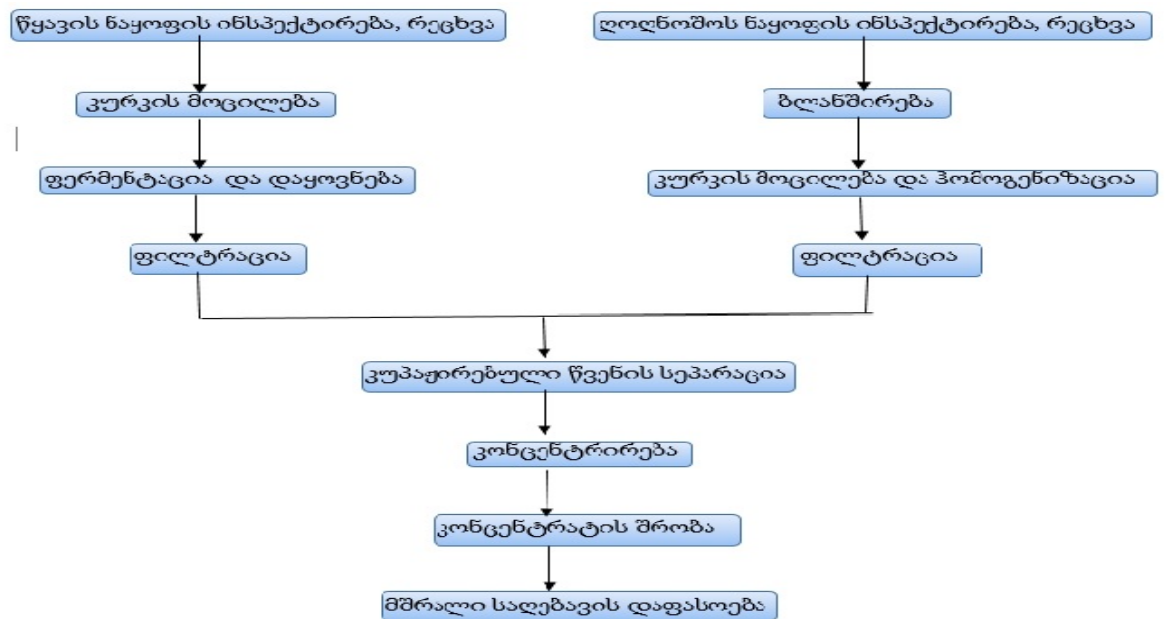 წყავის ნაყოფის ინსპექტირება, რეცხვა
ღოღნოშოს ნაყოფის ინსპექტირება, რეცხვა
კურკის მოცილება
ბლანშირება
ფერმენტაცია და დაყოვნება
კურკის მოცილება და ჰომოგენიზაცია
ფილტრაცია
ფილტრაცია
კუპაჟირებული წვენის სეპარაცია
კონცენტრირება
კონცენტრატის შრობა
მშრალი საღებავის დაფასოება